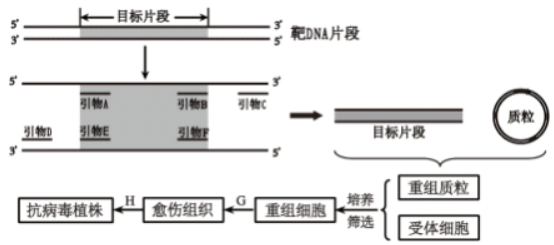 目标片段
5' 3'
3' 5'
靶DNA片段
5' 3'
引物A 引物B 引物C
引物D 引物E 引物F
3' 5'
目标片段
质粒
重组质粒
受体细胞
抗病毒植株 H 愈伤组织 G 重组细胞 培养 筛选